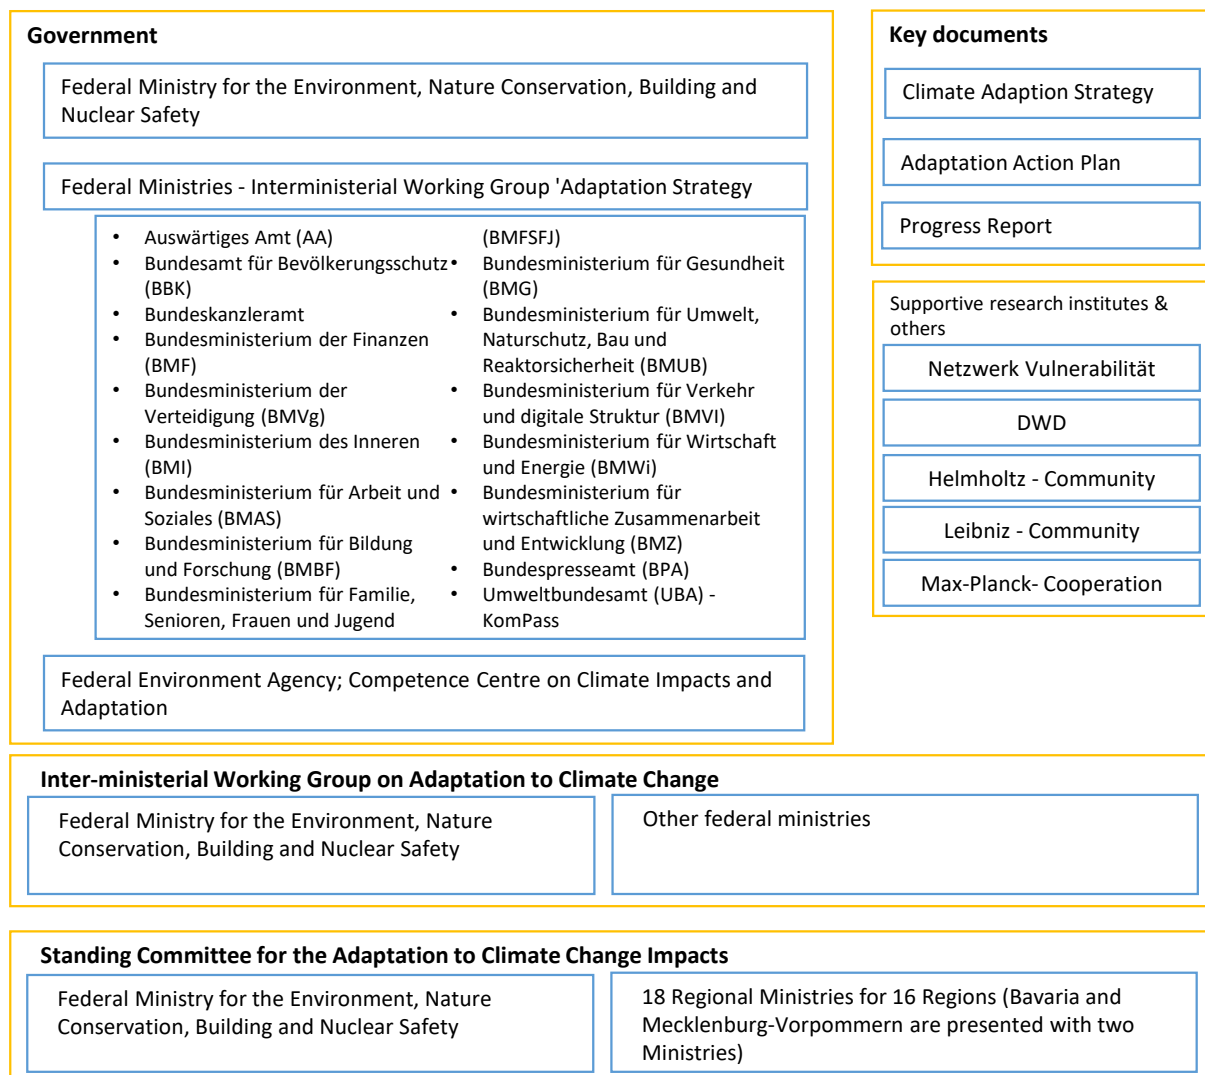 Government
Federal Ministry for the Environment, Nature Conservation, Building and
Nuclear Safety
Federal Ministries - Interministerial Working Group 'Adaptation Strategy
• Auswärtiges Amt (AA)
• Bundesamt für Bevölkerungsschutz
(BBK)
• Bundeskanzleramt
• Bundesministerium der Finanzen
(BMF)
• Bundesministerium der
Verteidigung (BMVg)
• Bundesministerium des Inneren
(BMI)
• Bundesministerium für Arbeit und
Soziales (BMAS)
• Bundesministerium für Bildung
und Forschung (BMBF)
• Bundesministerium für Familie,
Senioren, Frauen und Jugend
(BMFSFJ)
• Bundesministerium für Gesundheit
(BMG)
• Bundesministerium für Umwelt,
Naturschutz, Bau und
Reaktorsicherheit (BMUB)
• Bundesministerium für Verkehr
und digitale Struktur (BMVI)
• Bundesministerium für Wirtschaft
und Energie (BMWi)
• Bundesministerium für
wirtschaftliche Zusammenarbeit
und Entwicklung (BMZ)
• Bundespresseamt (BPA)
• Umweltbundesamt (UBA) -
KomPass
Federal Environment Agency; Competence Centre on Climate Impacts and
Adaptation
Key documents
Climate Adaption Strategy
Adaptation Action Plan
Progress Report
Supportive research institutes &
others
Netzwerk Vulnerabilität
DWD
Helmholtz - Community
Leibniz - Community
Max-Planck- Cooperation
Inter-ministerial Working Group on Adaptation to Climate Change
Federal Ministry for the Environment, Nature
Conservation, Building and Nuclear Safety
Other federal ministries
Standing Committee for the Adaptation to Climate Change Impacts
Federal Ministry for the Environment, Nature
Conservation, Building and Nuclear Safety
18 Regional Ministries for 16 Regions (Bavaria and
Mecklenburg-Vorpommern are presented with two
Ministries)